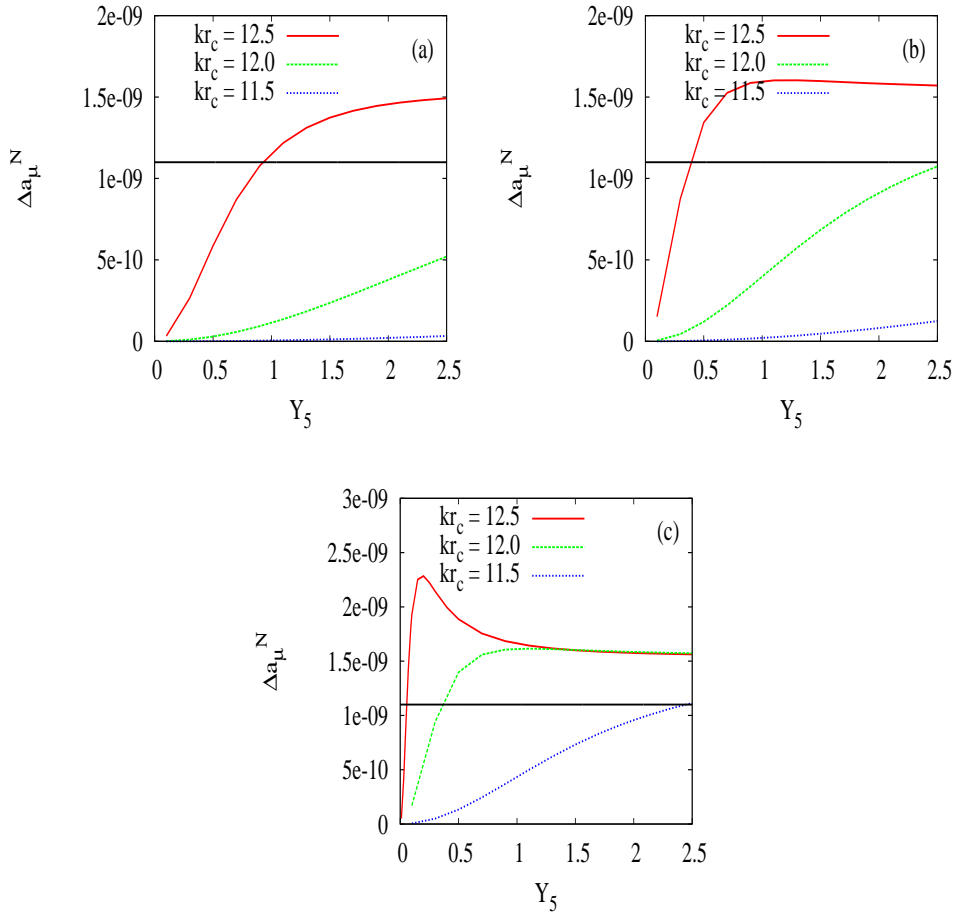 2e-09
1.5e-09
1e-09
5e-10
0
0 0.5 1 1.5 2 2.5
Δa_μ^N
Y_5
kr_c = 12.5
kr_c = 12.0
kr_c = 11.5
(a)
2e-09
1.5e-09
1e-09
5e-10
0
0 0.5 1 1.5 2 2.5
Δa_μ^N
Y_5
kr_c = 12.5
kr_c = 12.0
kr_c = 11.5
(b)
3e-09
2.5e-09
2e-09
1.5e-09
1e-09
5e-10
0
0 0.5 1 1.5 2 2.5
Δa_μ^N
Y_5
kr_c = 12.5
kr_c = 12.0
kr_c = 11.5
(c)